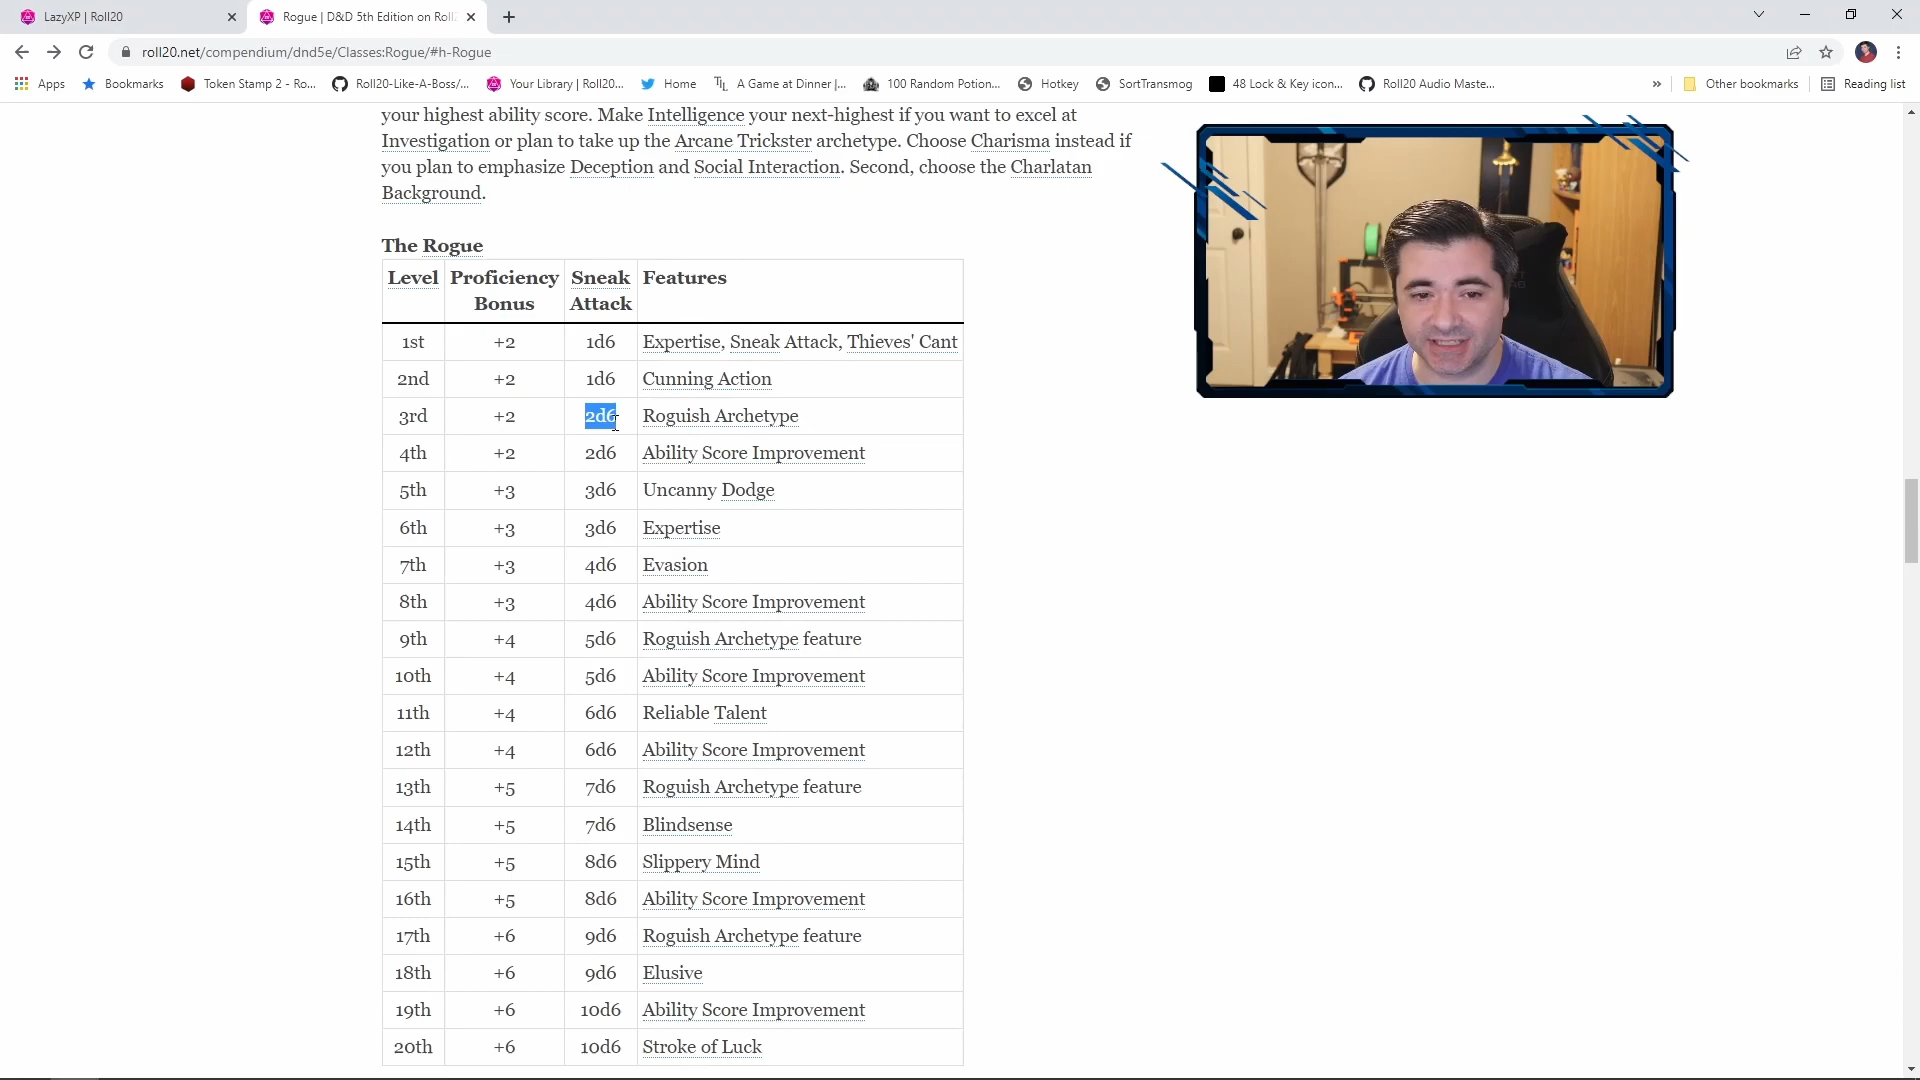 LazyXP | Roll20
Rogue | D&D 5th Edition on Roll2
roll20.net/compendium/dnd5e/Classes:Rogue/#h-Rogue
Apps Bookmarks Token Stamp 2 - Ro... Roll20-Like-A-Boss/... Your Library | Roll20... Home A Game at Dinner |... 100 Random Potion... Hotkey SortTransmog 48 Lock & Key icon... Roll20 Audio Maste... » Other bookmarks Reading list
your highest ability score. Make Intelligence your next-highest if you want to excel at
Investigation or plan to take up the Arcane Trickster archetype. Choose Charisma instead if
you plan to emphasize Deception and Social Interaction. Second, choose the Charlatan
Background.
The Rogue
Level Proficiency Bonus Sneak Attack Features
1st +2 1d6 Expertise, Sneak Attack, Thieves' Cant
2nd +2 1d6 Cunning Action
3rd +2 2d6 Roguish Archetype
4th +2 2d6 Ability Score Improvement
5th +3 3d6 Uncanny Dodge
6th +3 3d6 Expertise
7th +3 4d6 Evasion
8th +3 4d6 Ability Score Improvement
9th +4 5d6 Roguish Archetype feature
10th +4 5d6 Ability Score Improvement
11th +4 6d6 Reliable Talent
12th +4 6d6 Ability Score Improvement
13th +5 7d6 Roguish Archetype feature
14th +5 7d6 Blindsense
15th +5 8d6 Slippery Mind
16th +5 8d6 Ability Score Improvement
17th +6 9d6 Roguish Archetype feature
18th +6 9d6 Elusive
19th +6 10d6 Ability Score Improvement
20th +6 10d6 Stroke of Luck